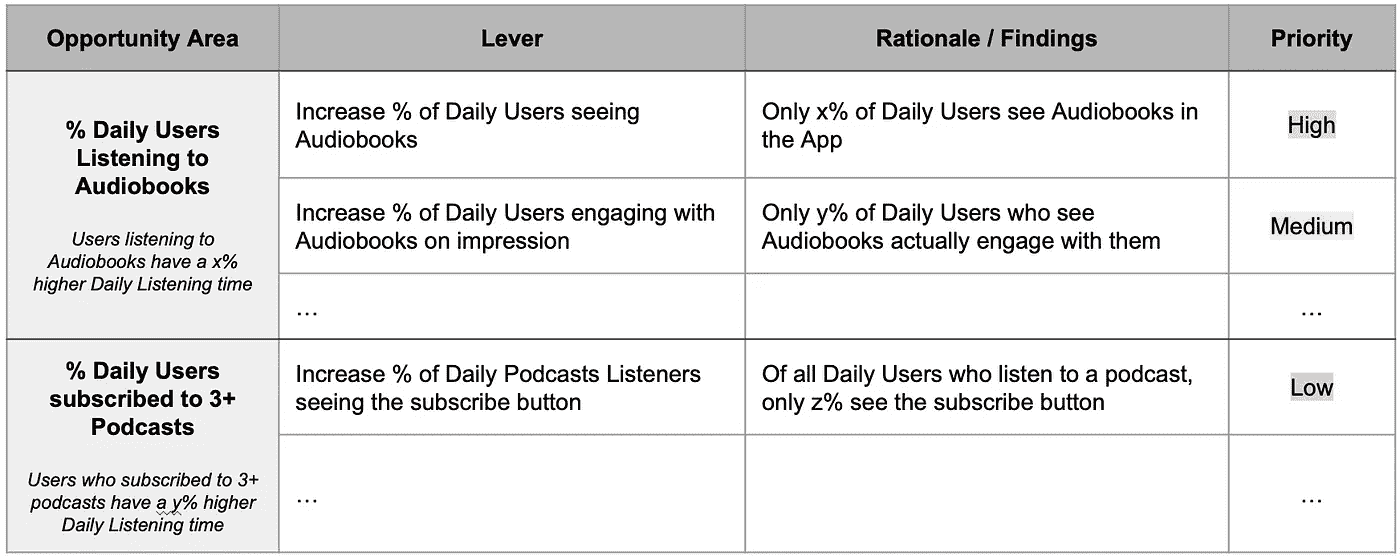 Opportunity Area
Lever
Rationale / Findings
Priority
% Daily Users
Listening to
Audiobooks
Users listening to
Audiobooks have a x%
higher Daily Listening time
Increase % of Daily Users seeing
Audiobooks
Only x% of Daily Users see Audiobooks in
the App
High
Increase % of Daily Users engaging with
Audiobooks on impression
Only y% of Daily Users who see
Audiobooks actually engage with them
Medium
…
…
% Daily Users
subscribed to 3+
Podcasts
Users who subscribed to 3+
podcasts have a y% higher
Daily Listening time
Increase % of Daily Podcasts Listeners
seeing the subscribe button
Of all Daily Users who listen to a podcast,
only z% see the subscribe button
Low
…
…